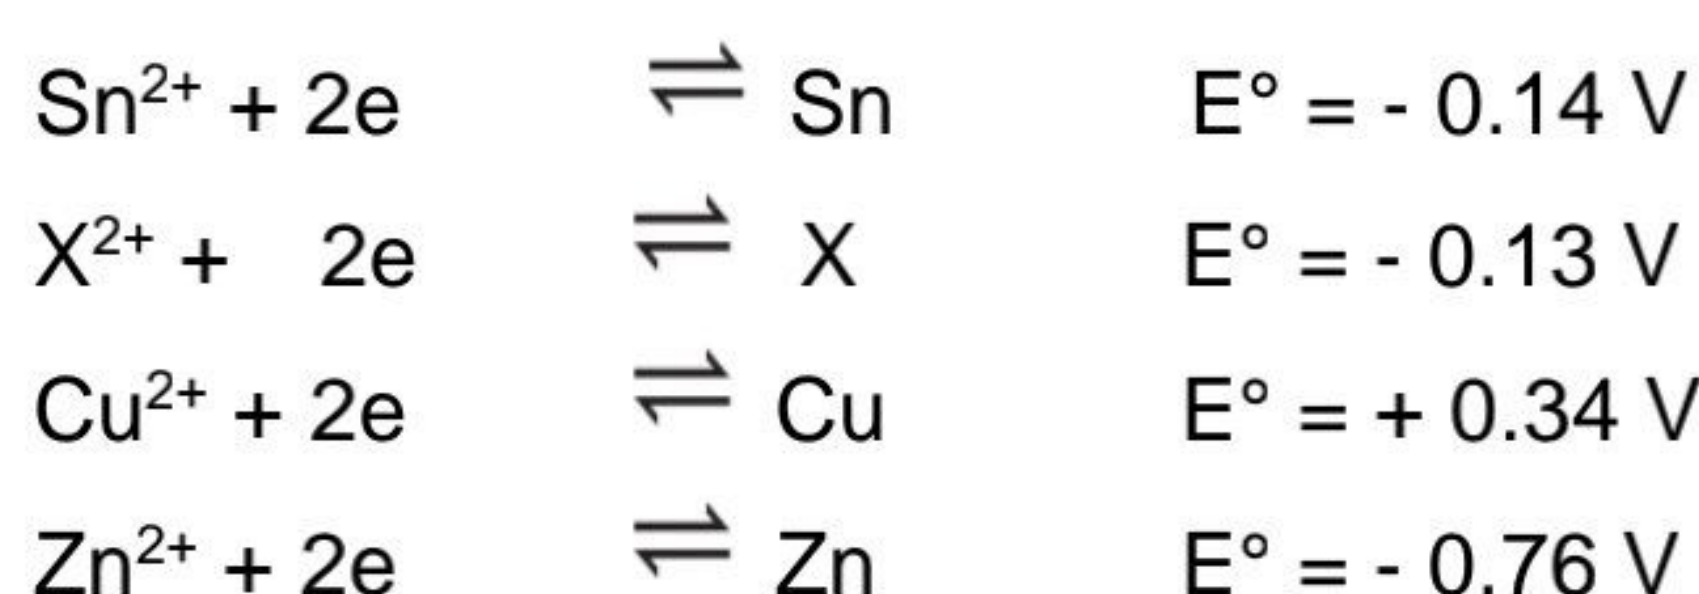 Sn²⁺ + 2e ⇌ Sn E° = - 0.14 V
X²⁺ + 2e ⇌ X E° = - 0.13 V
Cu²⁺ + 2e ⇌ Cu E° = + 0.34 V
Zn²⁺ + 2e ⇌ Zn E° = - 0.76 V